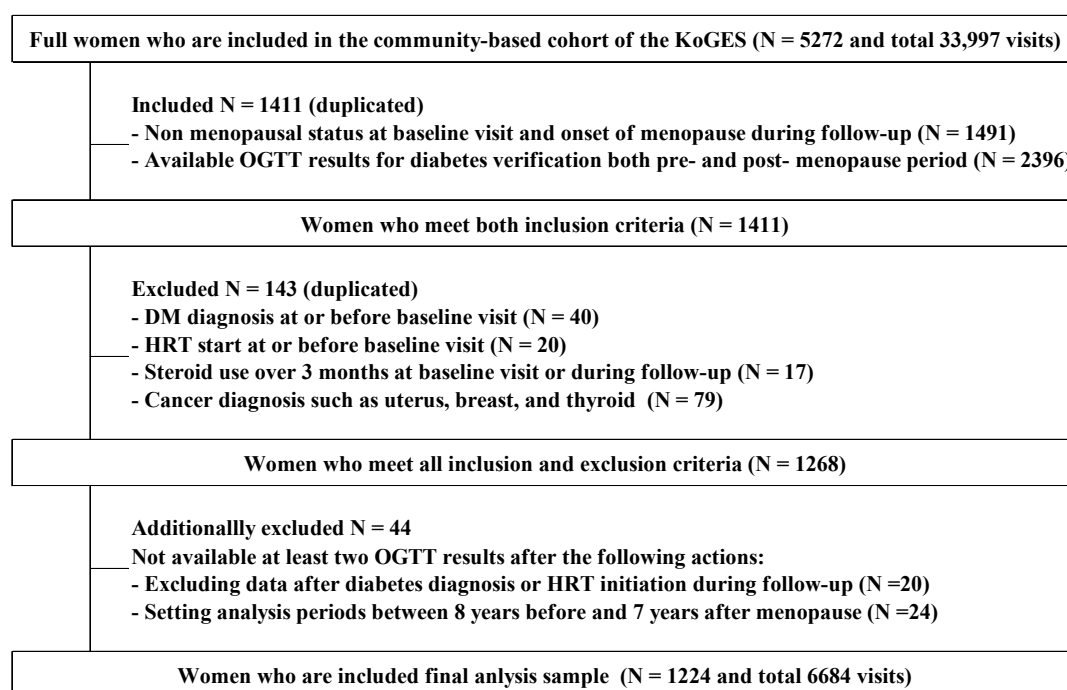 Full women who are included in the community-based cohort of the KoGES (N = 5272 and total 33,997 visits)
Included N = 1411 (duplicated)
- Non menopausal status at baseline visit and onset of menopause during follow-up (N = 1491)
- Available OGTT results for diabetes verification both pre- and post- menopause period (N = 2396)
Women who meet both inclusion criteria (N = 1411)
Excluded N = 143 (duplicated)
- DM diagnosis at or before baseline visit (N = 40)
- HRT start at or before baseline visit (N = 20)
- Steroid use over 3 months at baseline visit or during follow-up (N = 17)
- Cancer diagnosis such as uterus, breast, and thyroid (N = 79)
Women who meet all inclusion and exclusion criteria (N = 1268)
Additionallly excluded N = 44
Not available at least two OGTT results after the following actions:
- Excluding data after diabetes diagnosis or HRT initiation during follow-up (N =20)
- Setting analysis periods between 8 years before and 7 years after menopause (N =24)
Women who are included final anlysis sample (N = 1224 and total 6684 visits)